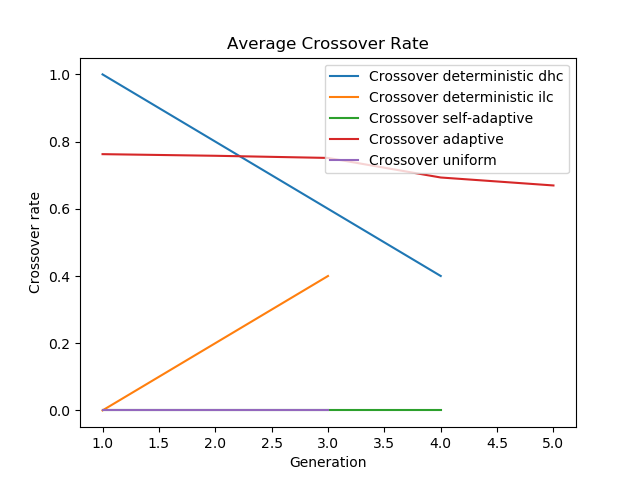 Average Crossover Rate
Crossover deterministic dhc
Crossover deterministic ilc
Crossover self-adaptive
Crossover adaptive
Crossover uniform
Crossover rate
1.0
0.8
0.6
0.4
0.2
0.0
1.0 1.5 2.0 2.5 3.0 3.5 4.0 4.5 5.0
Generation